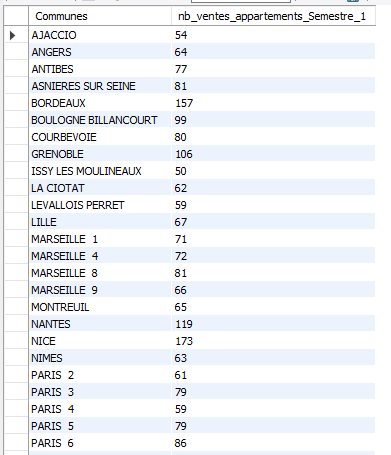 Communes nb_ventes_appartements_Semestre_1
AJACCIO 54
ANGERS 64
ANTIBES 77
ASNIERES SUR SEINE 81
BORDEAUX 157
BOULOGNE BILLANCOURT 99
COURBEVOIE 80
GRENOBLE 106
ISSY LES MOULINEAUX 50
LA CIOTAT 62
LEVALLOIS PERRET 59
LILLE 67
MARSEILLE  1 71
MARSEILLE  4 72
MARSEILLE  8 81
MARSEILLE  9 66
MONTREUIL 65
NANTES 119
NICE 173
NIMES 63
PARIS  2 61
PARIS  3 79
PARIS  4 59
PARIS  5 79
PARIS  6 86